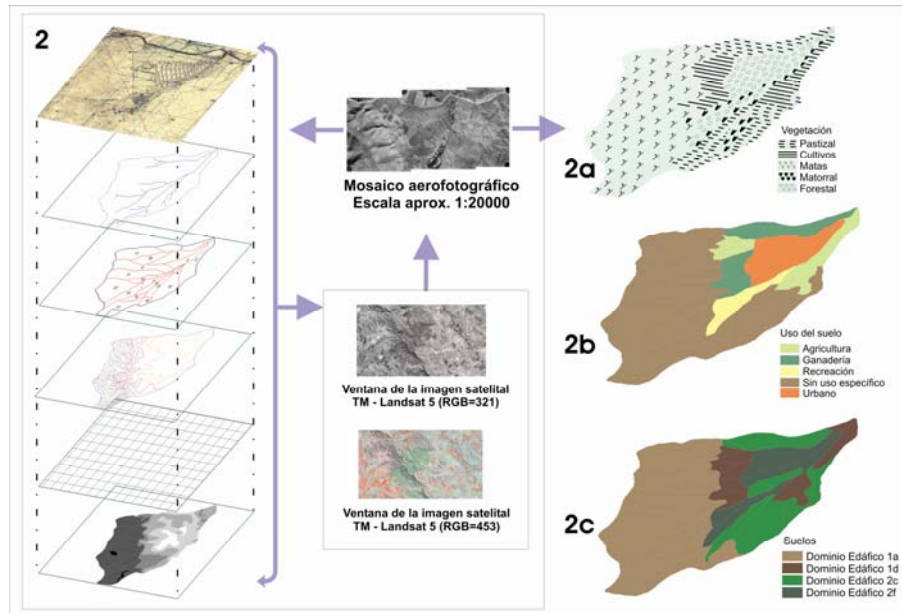 2
Mosaico aerofotográfico
Escala aprox. 1:20000
Ventana de la imagen satelital
TM - Landsat 5 (RGB=321)
Ventana de la imagen satelital
TM - Landsat 5 (RGB=453)
2a
Vegetación
Pastizal
Cultivos
Matas
Matorral
Forestal
2b
Uso del suelo
Agricultura
Ganadería
Recreación
Sin uso específico
Urbano
2c
Suelos
Dominio Edáfico 1a
Dominio Edáfico 1d
Dominio Edáfico 2c
Dominio Edáfico 2f